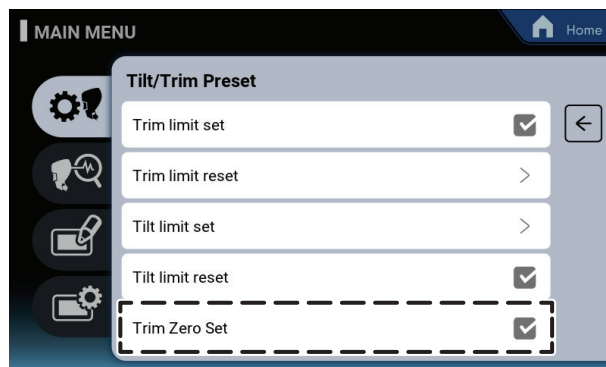 MAIN MENU
Home
Tilt/Trim Preset
Trim limit set
Trim limit reset
Tilt limit set
Tilt limit reset
Trim Zero Set